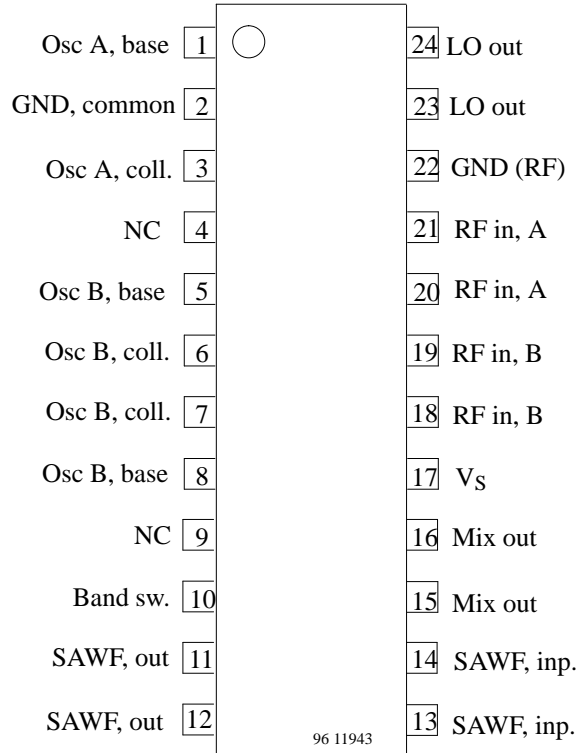 Osc A, base 1 24 LO out
GND, common 2 23 LO out
Osc A, coll. 3 22 GND (RF)
NC 4 21 RF in, A
Osc B, base 5 20 RF in, A
Osc B, coll. 6 19 RF in, B
Osc B, coll. 7 18 RF in, B
Osc B, base 8 17 VS
NC 9 16 Mix out
Band sw. 10 15 Mix out
SAWF, out 11 14 SAWF, inp.
SAWF, out 12 13 SAWF, inp.
96 11943